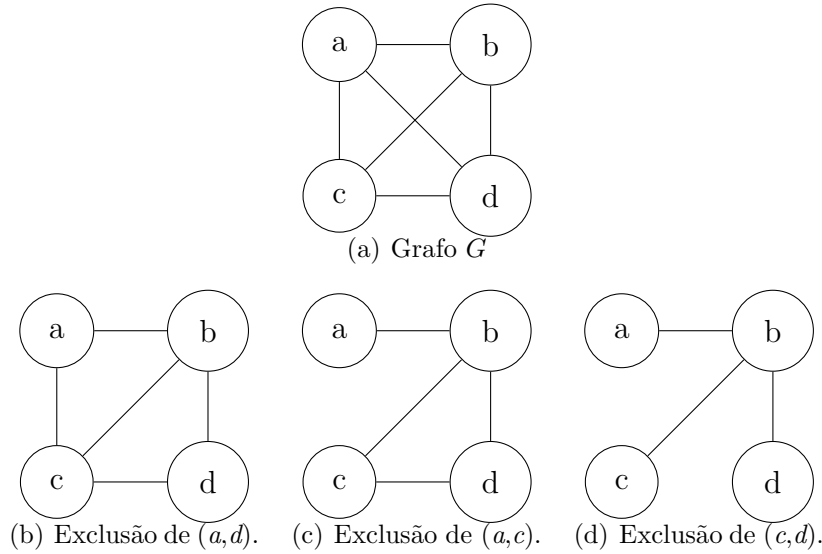 a b
c d
(a) Grafo G
a b a b a b
c d c d c d
(b) Exclusão de (a,d). (c) Exclusão de (a,c). (d) Exclusão de (c,d).